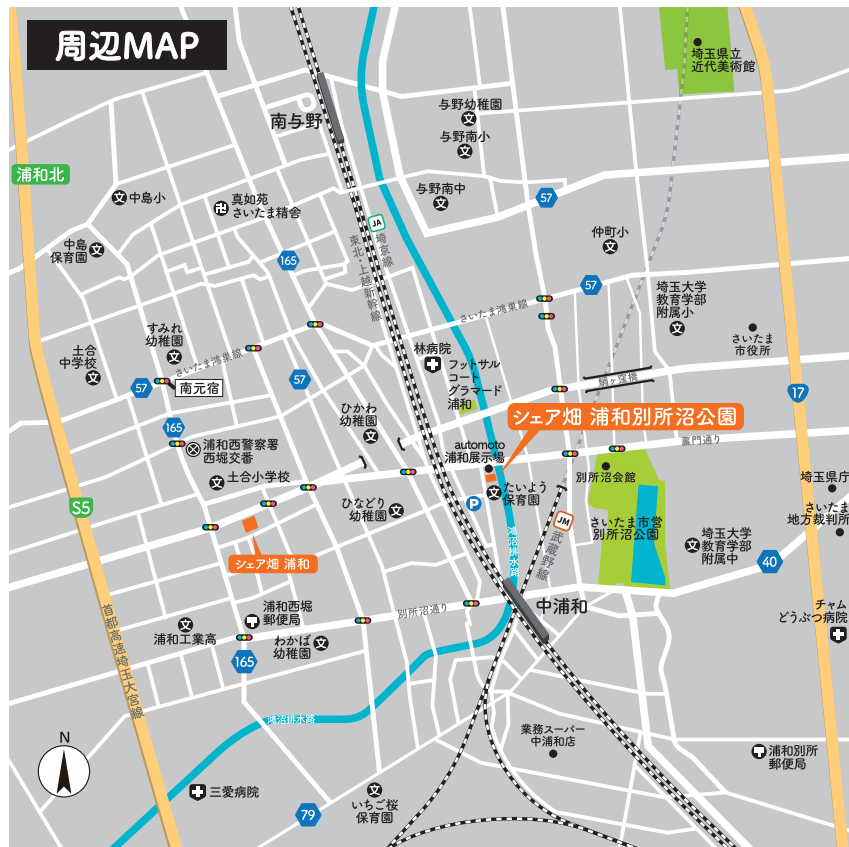 周辺MAP
埼玉県立
近代美術館
南与野
与野幼稚園
与野南小
浦和北
中島小
真如苑
さいたま精舎
与野南中
57
JA
埼京線
東北・上越新幹線
仲町小
中島
保育園
165
57
埼玉大学
教育学部
附属小
さいたま鴻巣線
すみれ
幼稚園
さいたま
市役所
土合
中学校
さいたま鴻巣線
林病院
フットサル
コート
グラマード
浦和
57
南元宿
57
鯛ヶ窪橋
17
ひかわ
幼稚園
シェア畑 浦和別所沼公園
165
浦和西警察署
西堀交番
automoto
浦和展示場
裏門通り
土合小学校
別所沼会館
埼玉県庁
たいよう
保育園
S5
ひなどり
幼稚園
P
JM
武蔵野線
さいたま市営
別所沼公園
さいたま
地方裁判所
鴻沼排水路
埼玉大学
教育学部
附属中
40
シェア畑 浦和
首都高速埼玉大宮線
浦和西堀
郵便局
別所沼通り
中浦和
チャム
どうぶつ病院
浦和工業高
わかば
幼稚園
165
鴻沼排水路
N
業務スーパー
中浦和店
浦和別所
郵便局
三愛病院
79
いちご桜
保育園